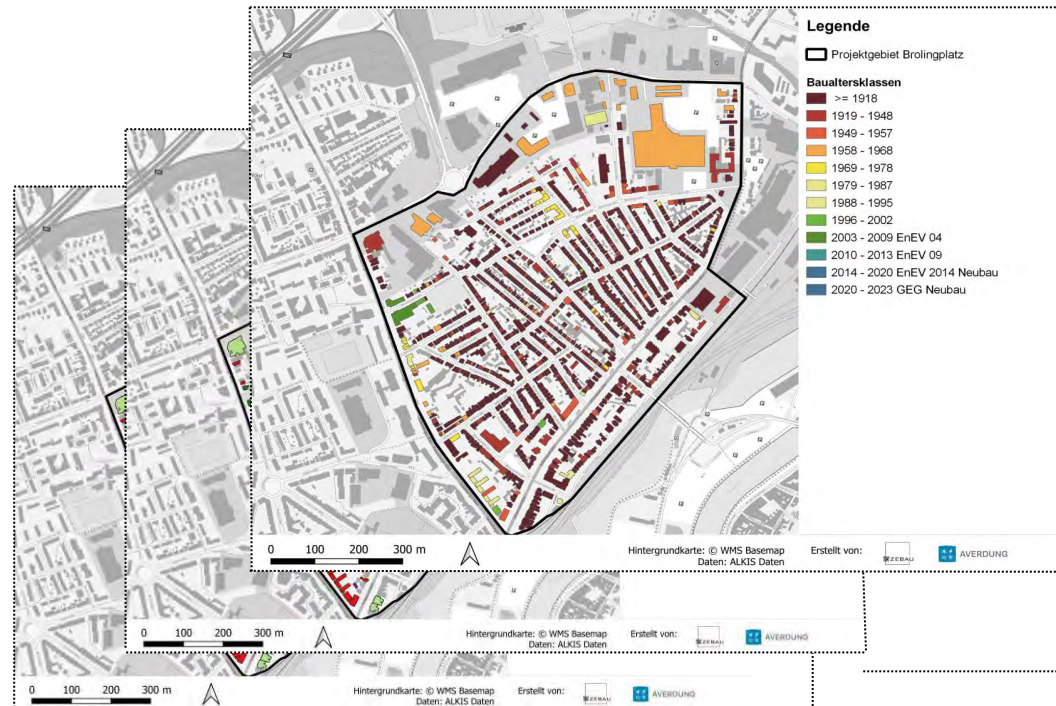 Legende
Projektgebiet Brolingplatz
Baualtersklassen
>= 1918
1919 - 1948
1949 - 1957
1958 - 1968
1969 - 1978
1979 - 1987
1988 - 1995
1996 - 2002
2003 - 2009 EnEV 04
2010 - 2013 EnEV 09
2014 - 2020 EnEV 2014 Neubau
2020 - 2023 GEG Neubau
0 100 200 300 m
Hintergrundkarte: © WMS Basemap
Daten: ALKIS Daten
Erstellt von:
ZEBAU
AVERDUNG
0 100 200 300 m
Hintergrundkarte: © WMS Basemap
Daten: ALKIS Daten
Erstellt von:
ZEBAU
AVERDUNG
0 100 200 300 m
Hintergrundkarte: © WMS Basemap
Daten: ALKIS Daten
Erstellt von:
ZEBAU
AVERDUNG